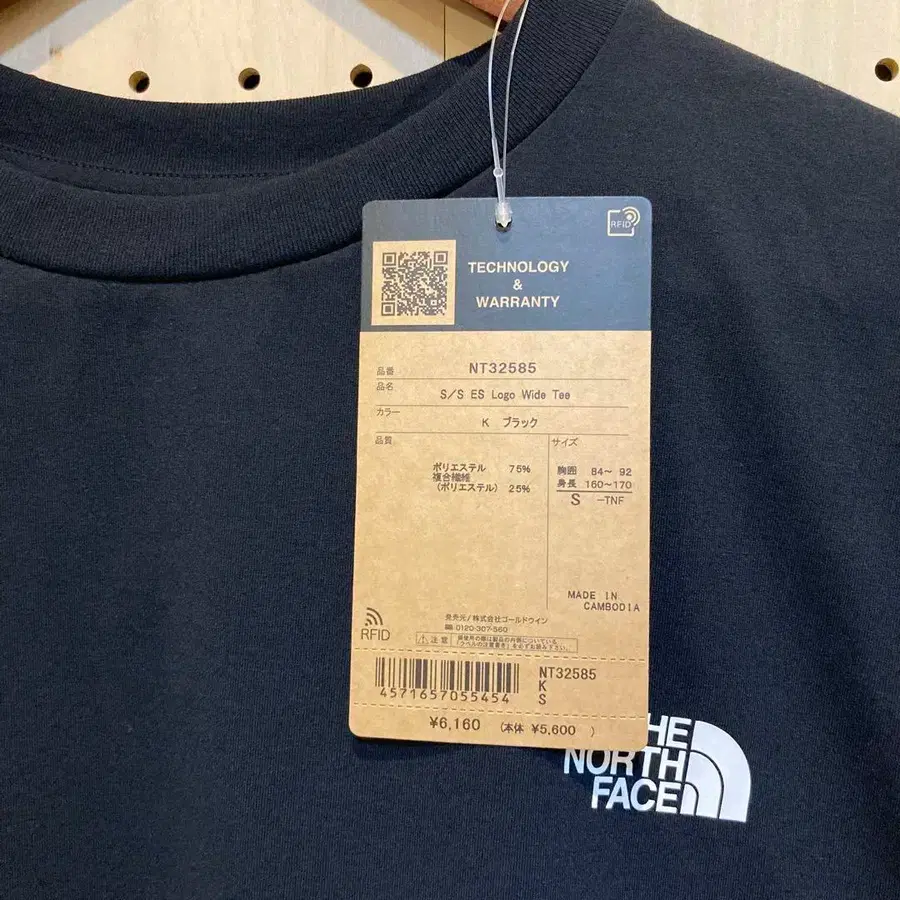 RFID
TECHNOLOGY
&
WARRANTY
品番 NT32585
品名 S/S ES Logo Wide Tee
カラー K ブラック
品質
ポリエステル 75%
複合繊維
(ポリエステル) 25%
サイズ
胸囲 84~ 92
身長 160~170
S -TNF
MADE IN
CAMBODIA
RFID
発売元/株式会社ゴールドウイン
0120-307-560
注意
NT32585
K
S
4571657055454
¥6,160 (本体 ¥5,600 )
HE
NORTH
FACE